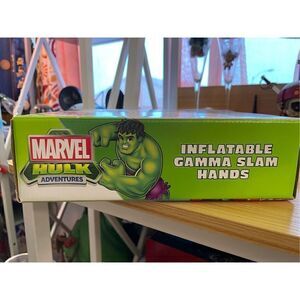 MARVEL
HULK
ADVENTURES
INFLATABLE
GAMMA SLAM
HANDS